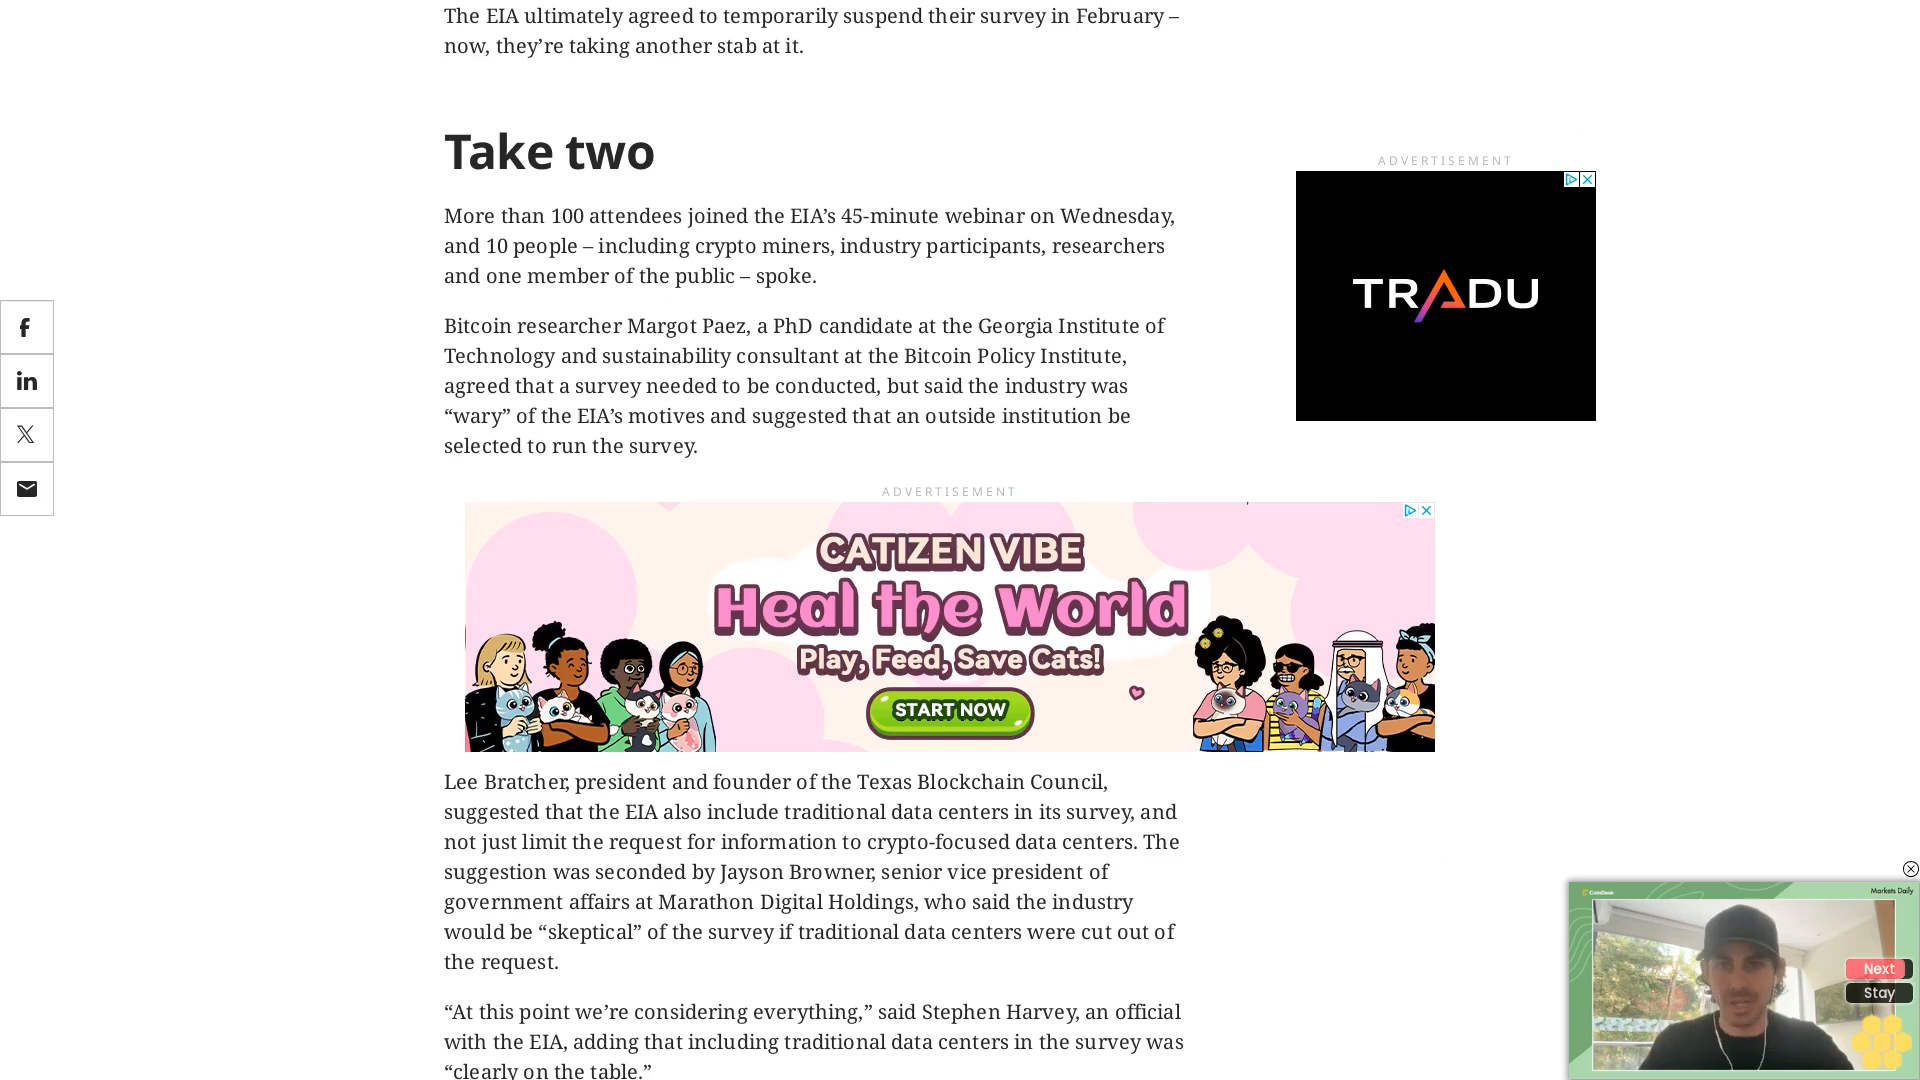 The EIA ultimately agreed to temporarily suspend their survey in February –
now, they’re taking another stab at it.
Take two
More than 100 attendees joined the EIA’s 45-minute webinar on Wednesday,
and 10 people – including crypto miners, industry participants, researchers
and one member of the public – spoke.
Bitcoin researcher Margot Paez, a PhD candidate at the Georgia Institute of
Technology and sustainability consultant at the Bitcoin Policy Institute,
agreed that a survey needed to be conducted, but said the industry was
“wary” of the EIA’s motives and suggested that an outside institution be
selected to run the survey.
ADVERTISEMENT
TRADU
ADVERTISEMENT
CATIZEN VIBE
Heal the World
Play, Feed, Save Cats!
START NOW
Lee Bratcher, president and founder of the Texas Blockchain Council,
suggested that the EIA also include traditional data centers in its survey, and
not just limit the request for information to crypto-focused data centers. The
suggestion was seconded by Jayson Browner, senior vice president of
government affairs at Marathon Digital Holdings, who said the industry
would be “skeptical” of the survey if traditional data centers were cut out of
the request.
“At this point we’re considering everything,” said Stephen Harvey, an official
with the EIA, adding that including traditional data centers in the survey was
“clearly on the table.”
f
in
X
CoinDesk
Markets Daily
Next
Stay